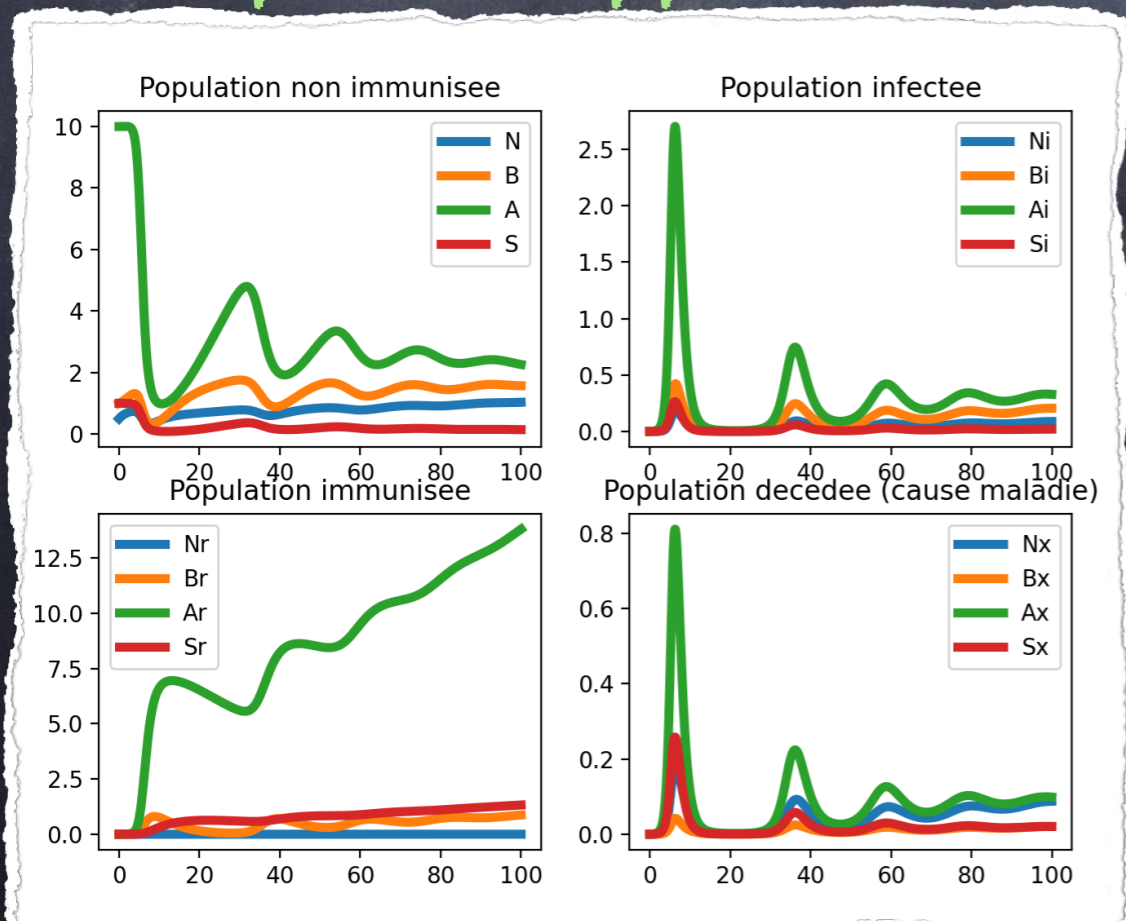 Population non immunisee
10
8
6
4
2
0
N
B
A
S
0 20 40 60 80 100
Population infectee
2.5
2.0
1.5
1.0
0.5
0.0
Ni
Bi
Ai
Si
0 20 40 60 80 100
Population immunisee
12.5
10.0
7.5
5.0
2.5
0.0
Nr
Br
Ar
Sr
0 20 40 60 80 100
Population decedee (cause maladie)
0.8
0.6
0.4
0.2
0.0
Nx
Bx
Ax
Sx
0 20 40 60 80 100